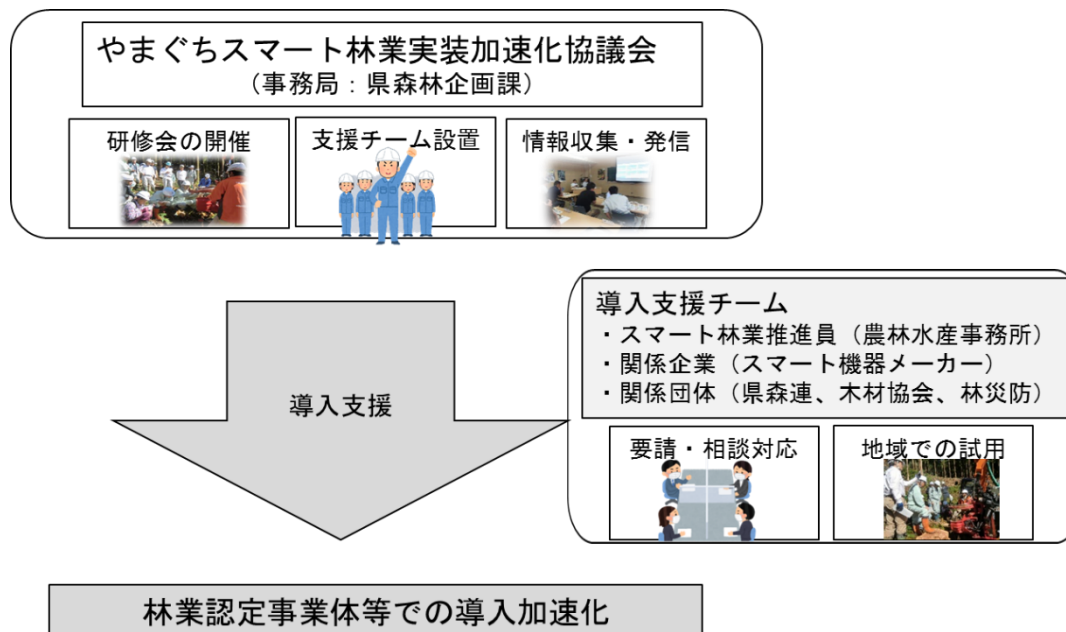 やまぐちスマート林業実装加速化協議会
（事務局：県森林企画課）
研修会の開催
支援チーム設置
情報収集・発信
導入支援
導入支援チーム
・スマート林業推進員（農林水産事務所）
・関係企業（スマート機器メーカー）
・関係団体（県森連、木材協会、林災防）
要請・相談対応
地域での試用
林業認定事業体等での導入加速化